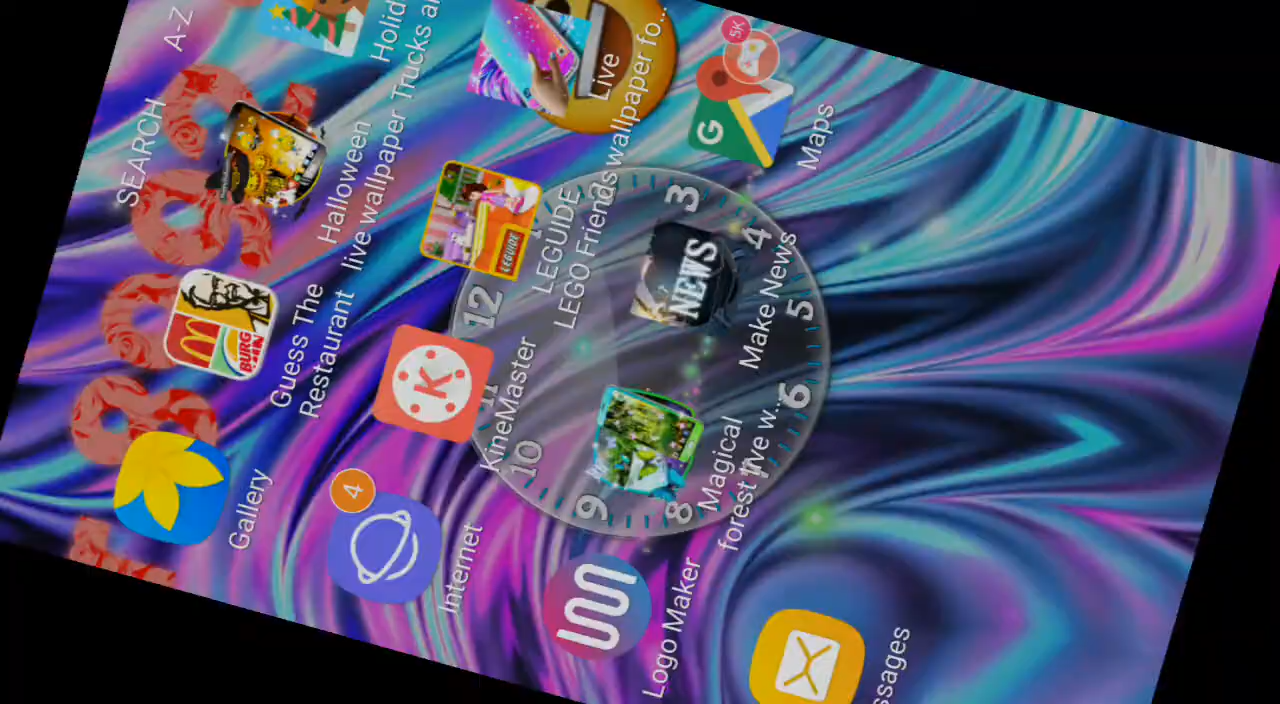 SEARCH
A-Z
Gallery
Guess The
Restaurant
BURG
Halloween
live wallpaper
Holid
Trucks a
4
Internet
KineMaster
K
LEGUIDE
LEGUIDE
LEGO Friends
Live
wallpaper fo...
Logo Maker
Magical
forest live w...
NEWS
Make News
G
5K
Maps
ssages
12
3
4
5
6
8
9
10
11